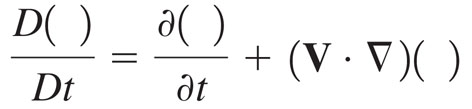 D( )/Dt = ∂( )/∂t + (V · ∇)( )